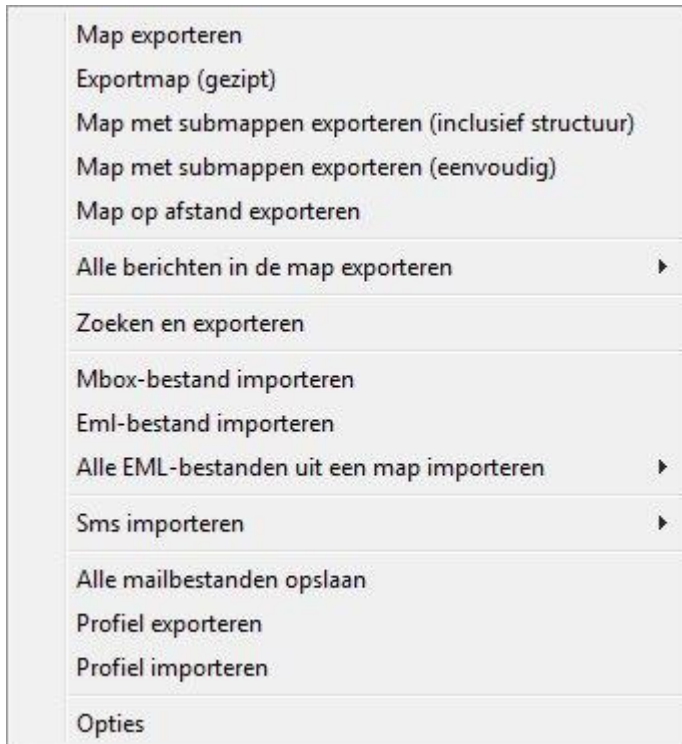 Map exporteren
Exportmap (gezipt)
Map met submappen exporteren (inclusief structuur)
Map met submappen exporteren (eenvoudig)
Map op afstand exporteren
Alle berichten in de map exporteren
Zoeken en exporteren
Mbox-bestand importeren
Eml-bestand importeren
Alle EML-bestanden uit een map importeren
Sms importeren
Alle mailbestanden opslaan
Profiel exporteren
Profiel importeren
Opties